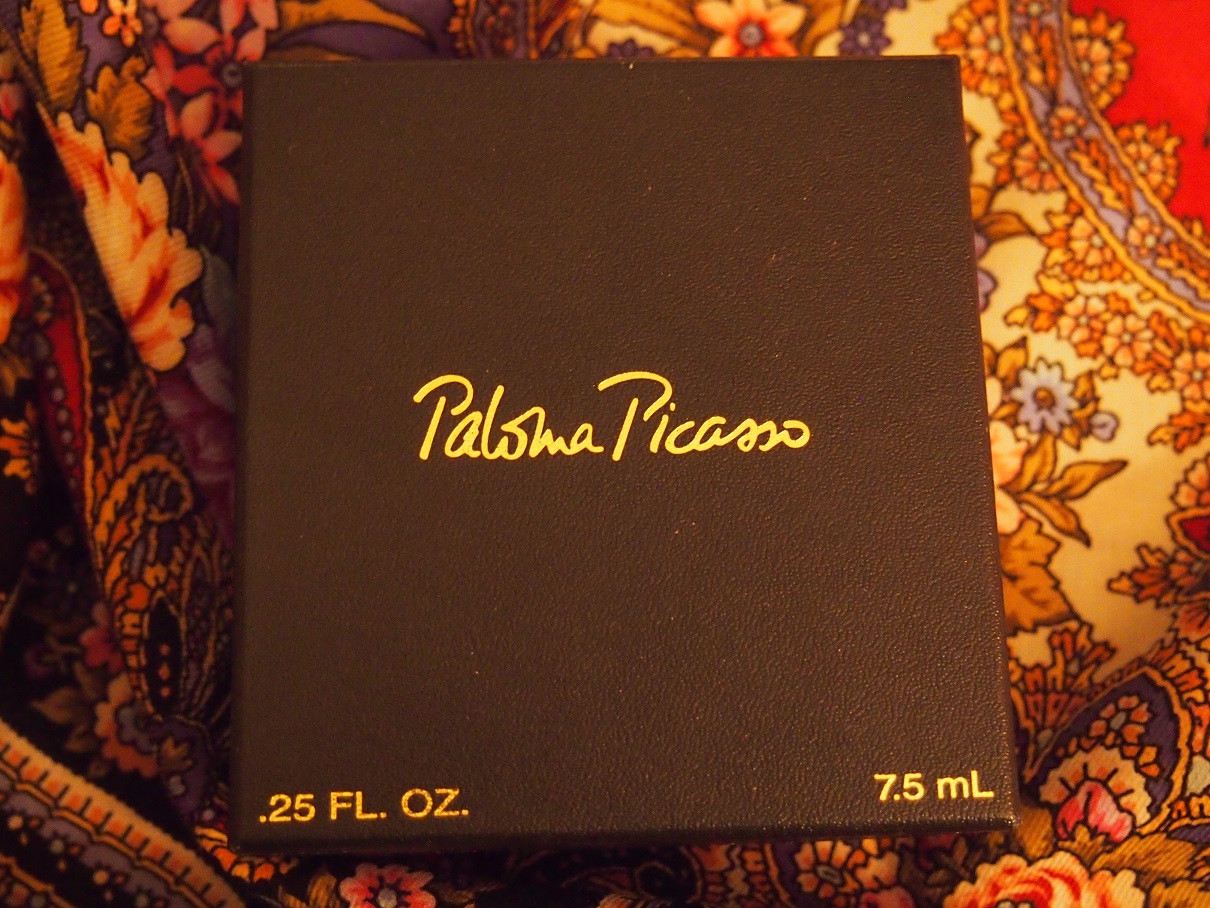 Paloma Picasso
.25 FL. OZ.
7.5 mL